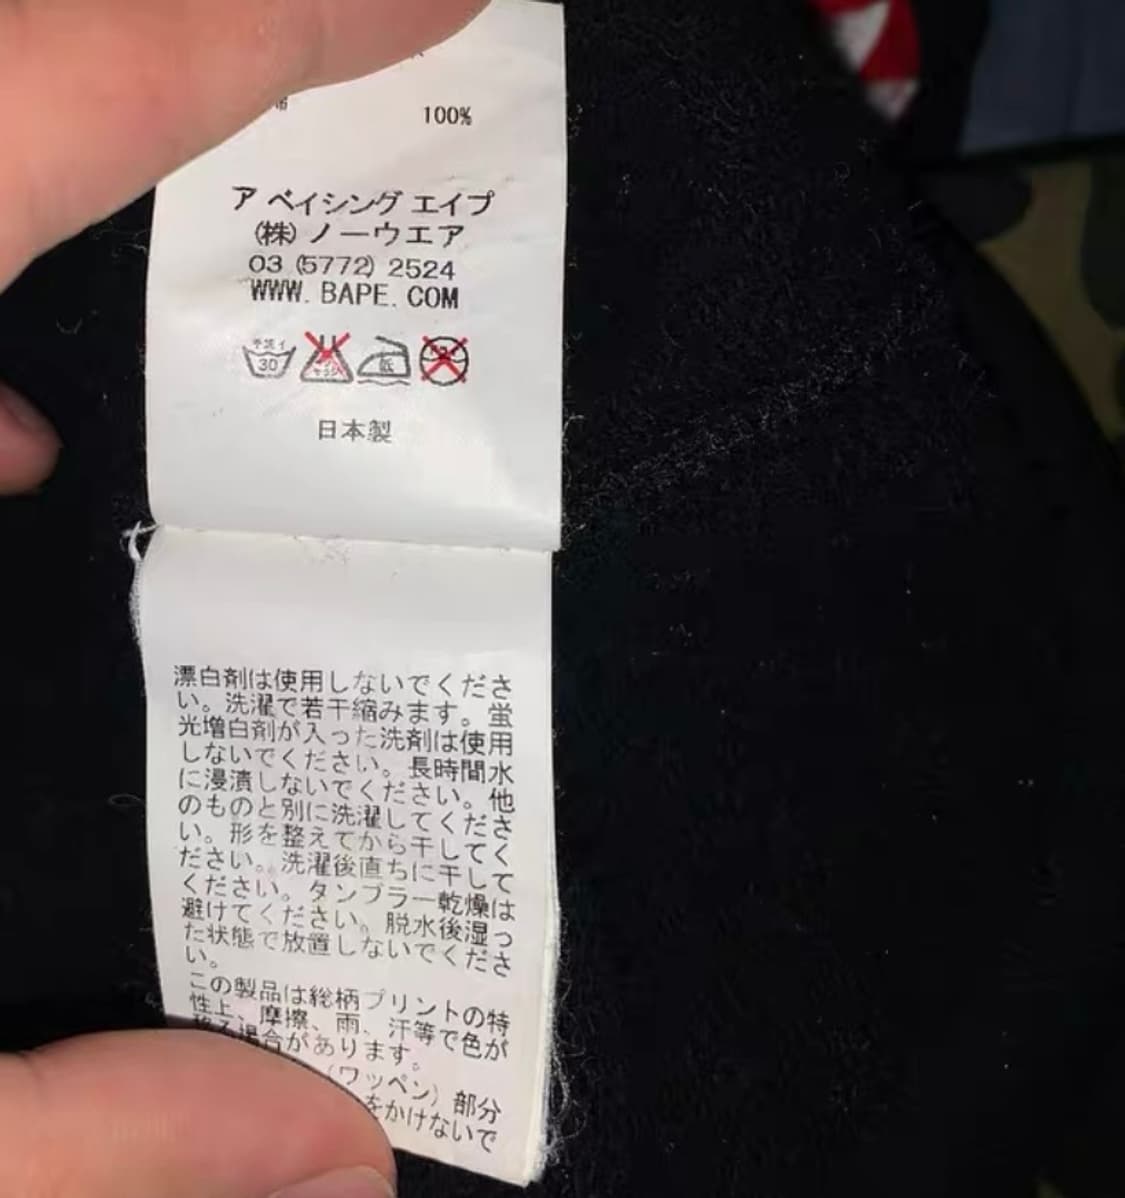 100%
ア ベイシング エイプ
(株) ノーウエア
03 (5772) 2524
WWW. BAPE. COM
手洗イ
30
低
日本製
漂白剤は使用しないでくださ
い。洗濯で若干縮みます。蛍
光増白剤が入った洗剤は使用
しないでください。長時間水
に浸漬しないでください。他
のものと別に洗濯してくださ
い。形を整えてから干してく
ださい。洗濯後直ちに干して
ください。タンブラー乾燥は
避けてください。脱水後湿っ
た状態で放置しないでくださ
い。
この製品は総柄プリントの特
性上、摩擦、雨、汗等で色が
場合があります。
(ワッペン) 部分
をかけないで